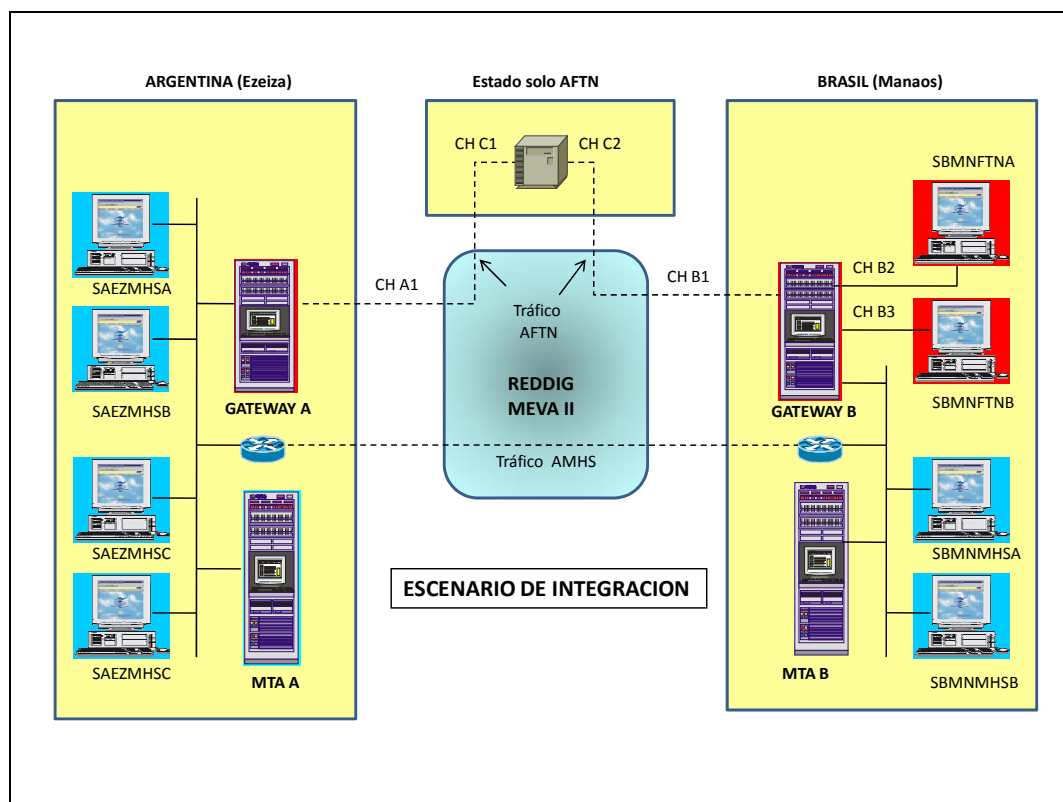 ARGENTINA (Ezeiza)
Estado solo AFTN
BRASIL (Manaos)
CH C1
CH C2
SBMNFTNA
SAEZMHSA
CH A1
CH B1
CH B2
CH B3
Tráfico
AFTN
SAEZMHSB
GATEWAY A
REDDIG
MEVA II
GATEWAY B
SBMNFTNB
Tráfico AMHS
SAEZMHSC
SBMNMHSA
ESCENARIO DE INTEGRACION
SAEZMHSC
MTA A
MTA B
SBMNMHSB